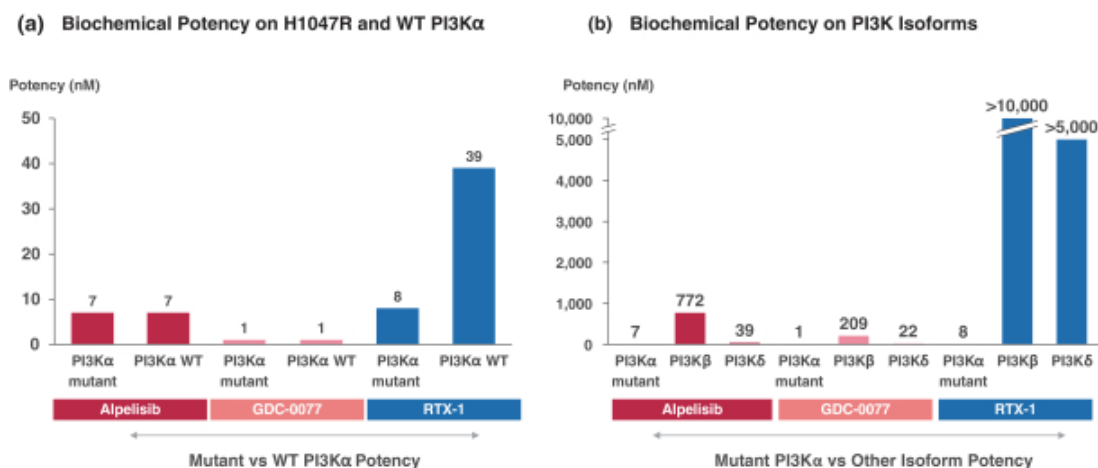 (a) Biochemical Potency on H1047R and WT PI3Kα
Potency (nM)
50
40
30
20
10
0
7
7
1
1
8
39
PI3Kα mutant
PI3Kα WT
PI3Kα mutant
PI3Kα WT
PI3Kα mutant
PI3Kα WT
Alpelisib
GDC-0077
RTX-1
Mutant vs WT PI3Kα Potency
(b) Biochemical Potency on PI3K Isoforms
Potency (nM)
10,000
5,000
4,000
3,000
2,000
1,000
0
7
772
39
1
209
22
8
>10,000
>5,000
PI3Kα mutant
PI3Kβ
PI3Kδ
PI3Kα mutant
PI3Kβ
PI3Kδ
PI3Kα mutant
PI3Kβ
PI3Kδ
Alpelisib
GDC-0077
RTX-1
Mutant PI3Kα vs Other Isoform Potency